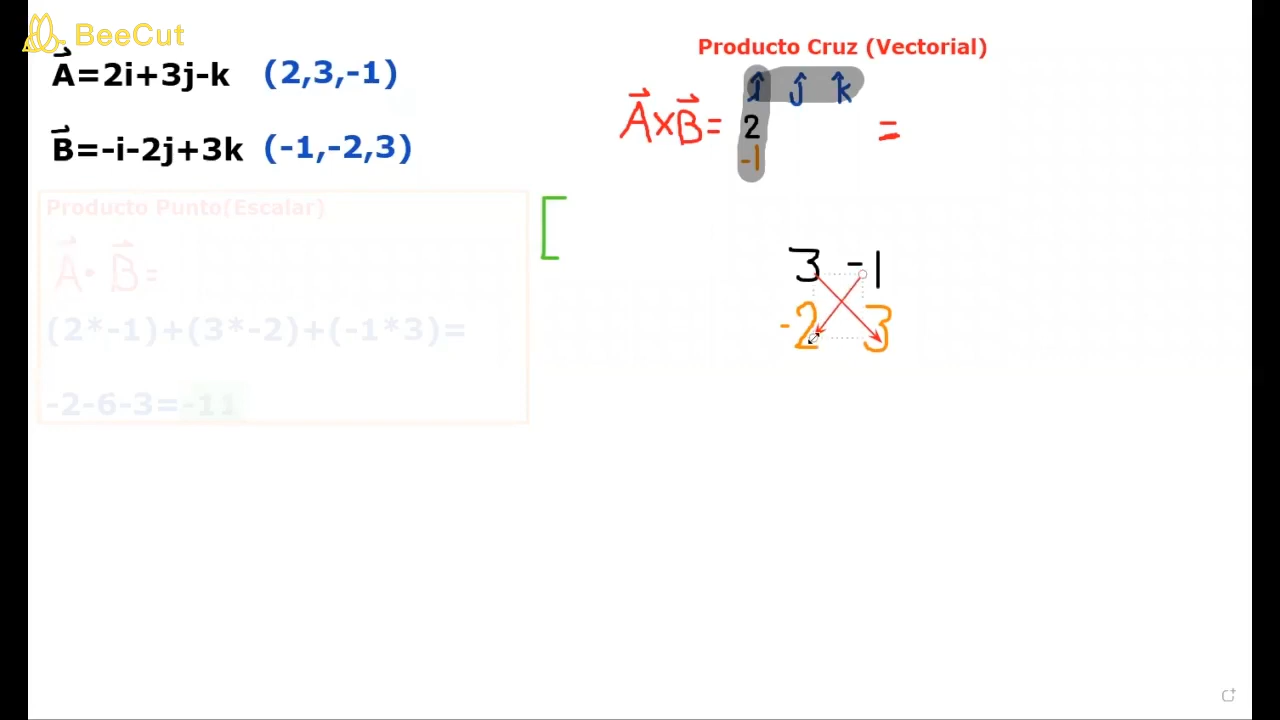 BeeCut
A=2i+3j-k (2,3,-1)
B=-i-2j+3k (-1,-2,3)
Producto Punto(Escalar)
A·B=
(2*-1)+(3*-2)+(-1*3)=
-2-6-3=-11
Producto Cruz (Vectorial)
i j k
AxB= 2 =
-1
[
3 -1
-2 3